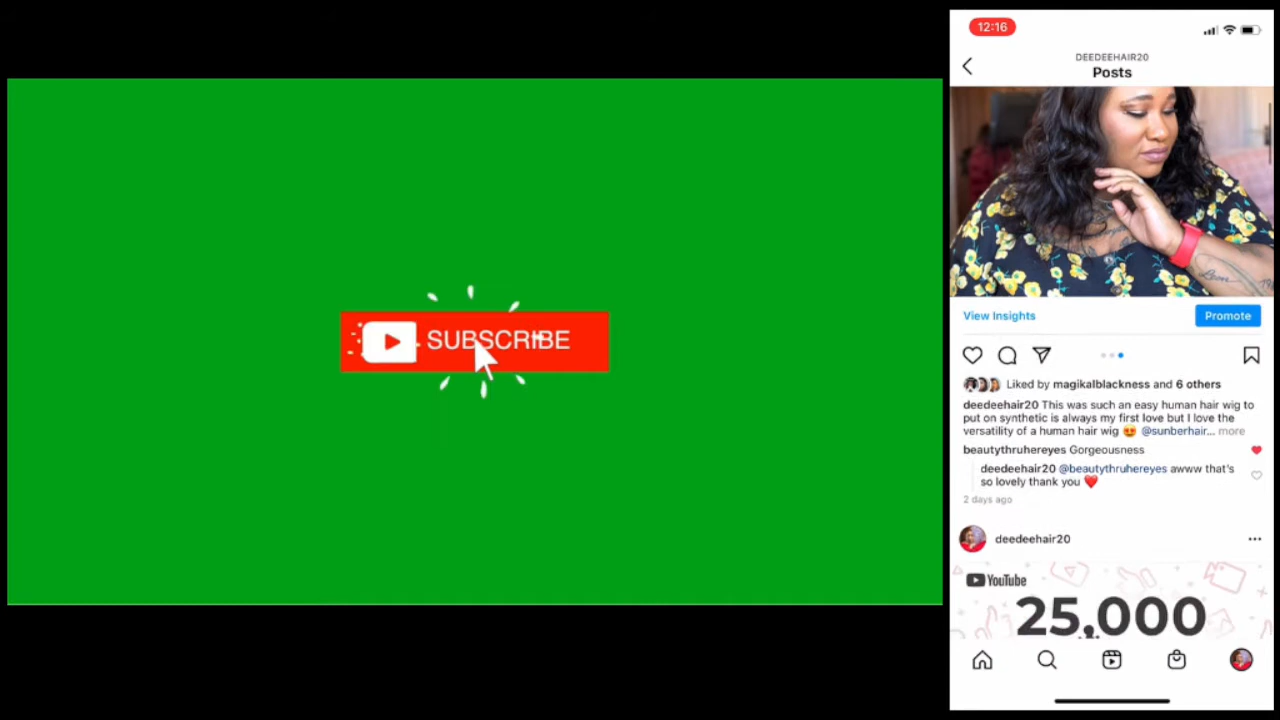 SUBSCRIBE
12:16
DEEDEEHAIR20
Posts
View Insights
Promote
Liked by magikalblackness and 6 others
deedeehair20 This was such an easy human hair wig to
put on synthetic is always my first love but I love the
versatility of a human hair wig 😍 @sunberhair... more
beautythruhereyes Gorgeousness
deedeehair20 @beautythruhereyes awww that's
so lovely thank you ❤️
2 days ago
deedeehair20
YouTube
25,000